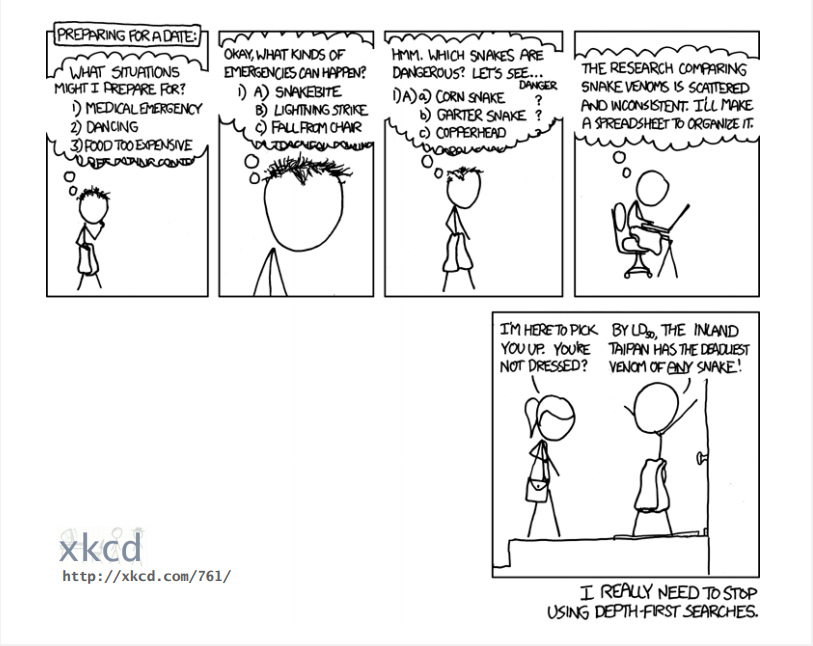 PREPARING FOR A DATE:
WHAT SITUATIONS
MIGHT I PREPARE FOR?
1) MEDICAL EMERGENCY
2) DANCING
3) FOOD TOO EXPENSIVE
OKAY, WHAT KINDS OF
EMERGENCIES CAN HAPPEN?
1) A) SNAKEBITE
B) LIGHTNING STRIKE
C) FALL FROM CHAIR
HMM. WHICH SNAKES ARE
DANGEROUS? LET'S SEE...
DANGER
1)A)a) CORN SNAKE ?
b) GARTER SNAKE ?
c) COPPERHEAD ?
THE RESEARCH COMPARING
SNAKE VENOMS IS SCATTERED
AND INCONSISTENT. I'LL MAKE
A SPREADSHEET TO ORGANIZE IT.
I'M HERE TO PICK
YOU UP. YOU'RE
NOT DRESSED?
BY LD50, THE INLAND
TAIPAN HAS THE DEADLIEST
VENOM OF ANY SNAKE!
xkcd
http://xkcd.com/761/
I REALLY NEED TO STOP
USING DEPTH-FIRST SEARCHES.